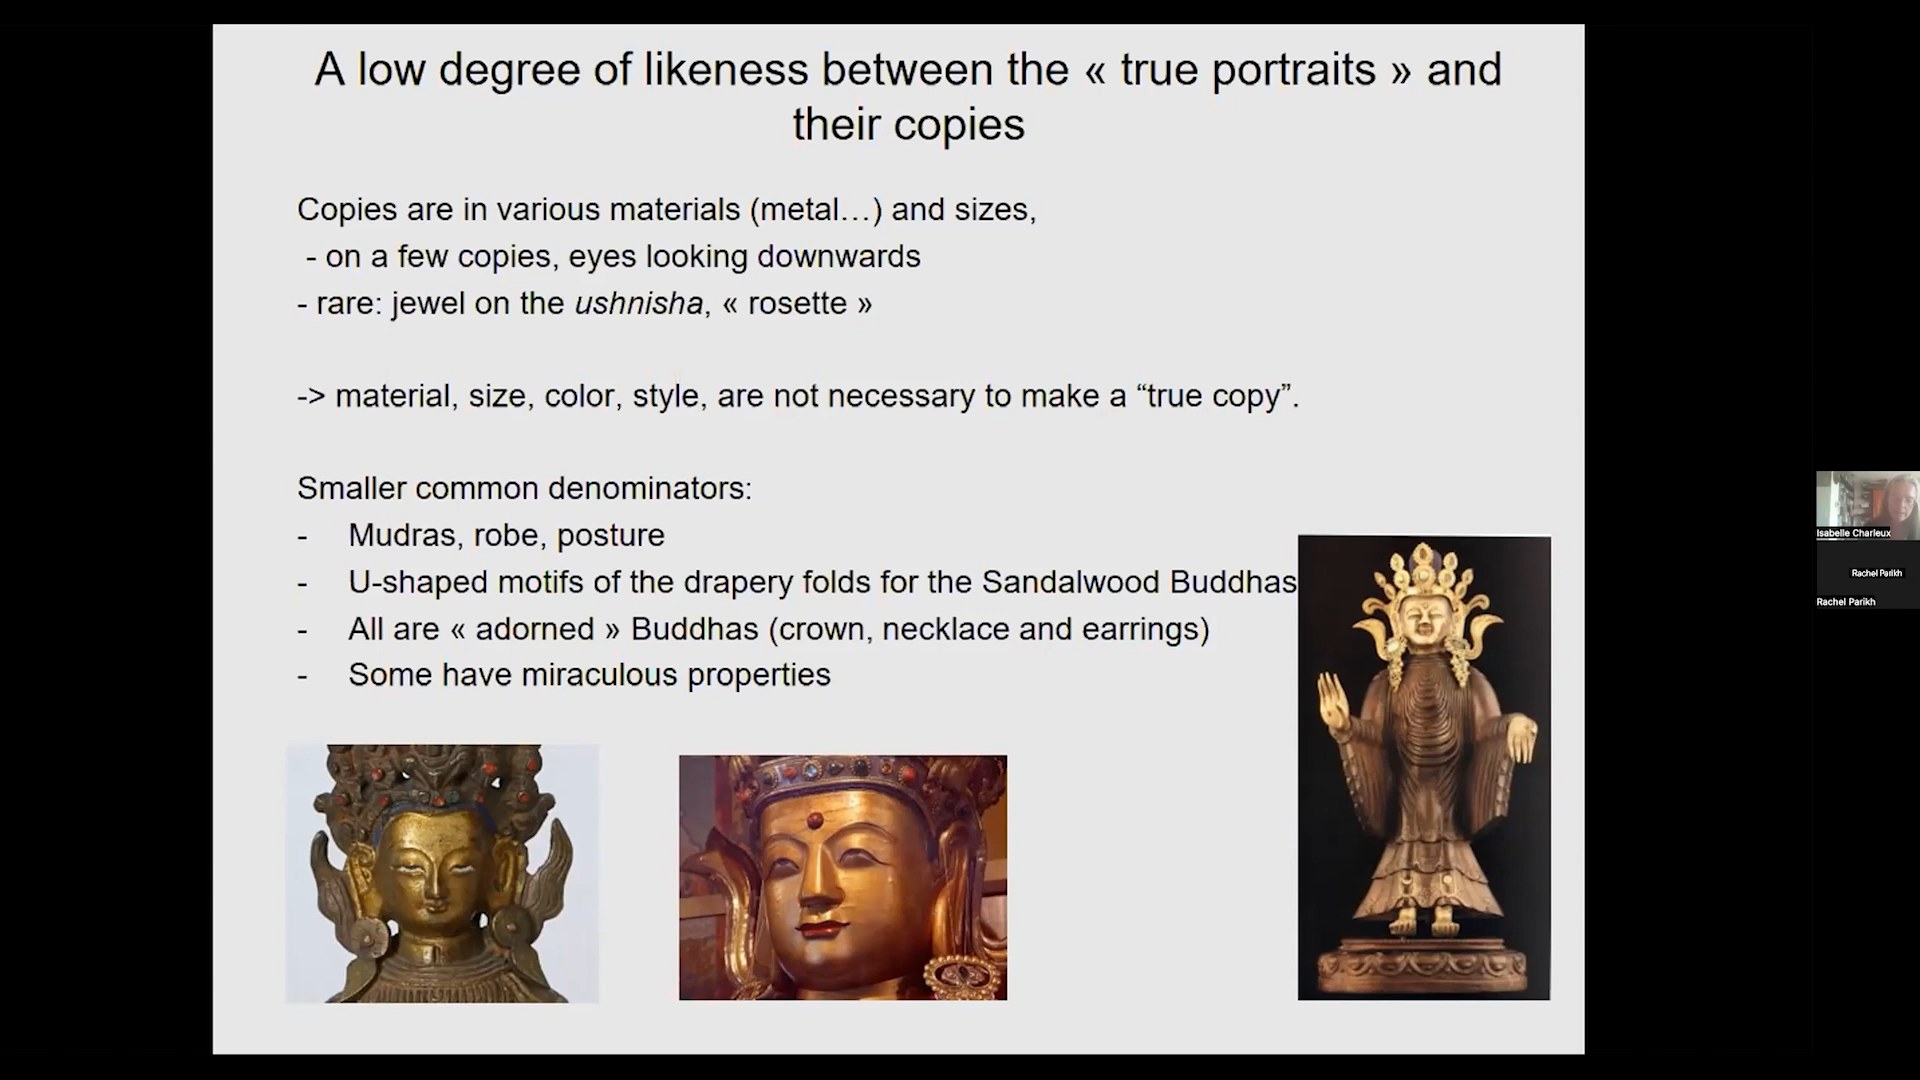 A low degree of likeness between the « true portraits » and
their copies
Copies are in various materials (metal…) and sizes,
- on a few copies, eyes looking downwards
- rare: jewel on the ushnisha, « rosette »
-> material, size, color, style, are not necessary to make a “true copy”.
Smaller common denominators:
- Mudras, robe, posture
- U-shaped motifs of the drapery folds for the Sandalwood Buddhas
- All are « adorned » Buddhas (crown, necklace and earrings)
- Some have miraculous properties
Isabelle Charleux
Rachel Parikh
Rachel Parikh